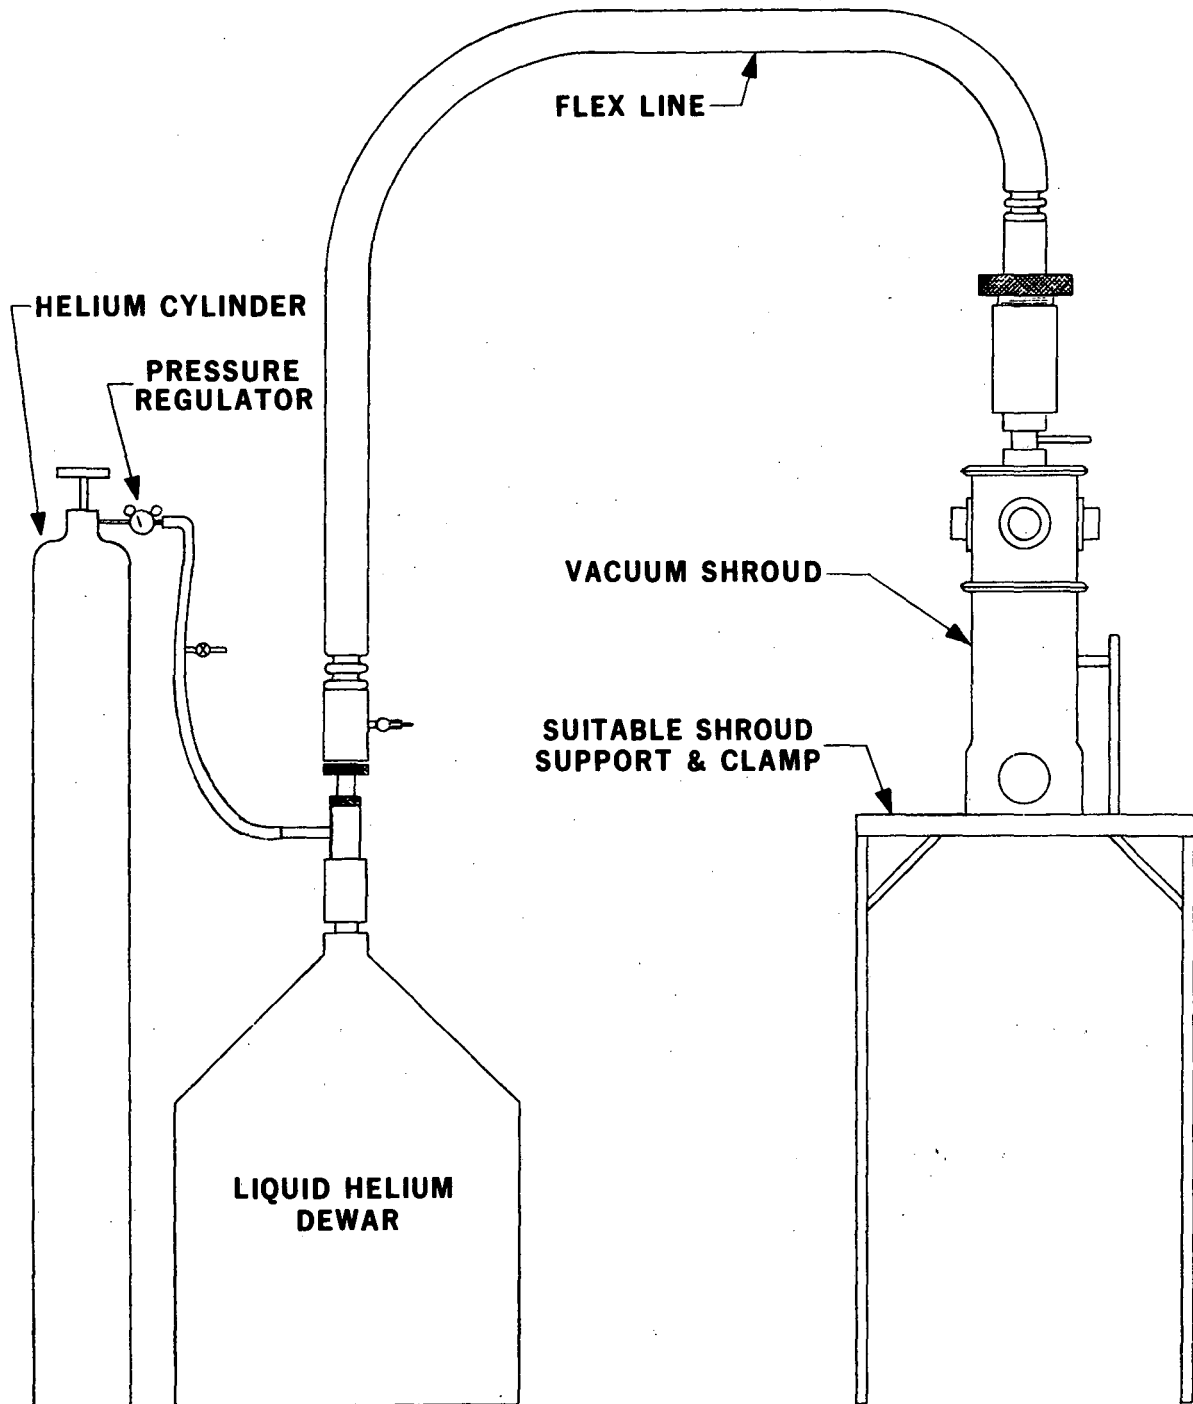 FLEX LINE
HELIUM CYLINDER
PRESSURE
REGULATOR
VACUUM SHROUD
SUITABLE SHROUD
SUPPORT & CLAMP
LIQUID HELIUM
DEWAR